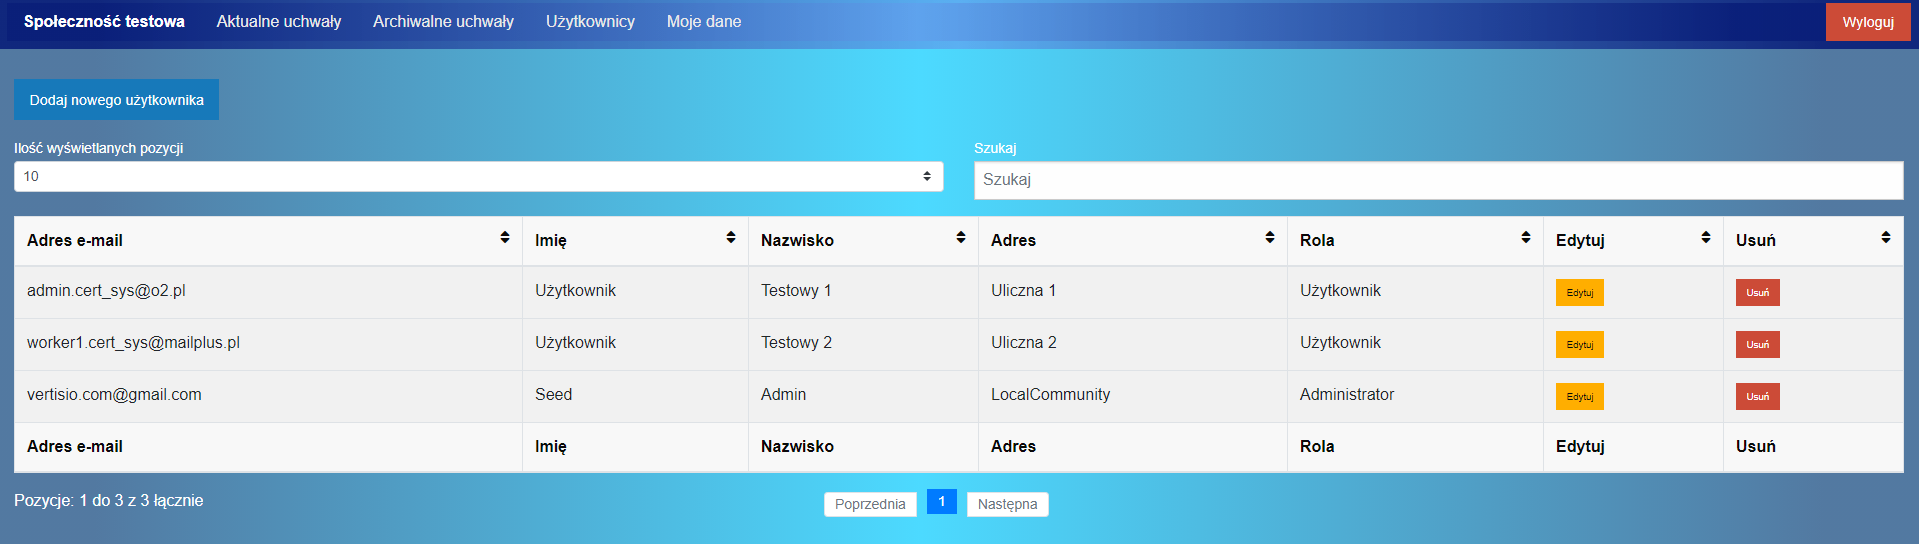 Społeczność testowa Aktualne uchwały Archiwalne uchwały Użytkownicy Moje dane Wyloguj
Dodaj nowego użytkownika
Ilość wyświetlanych pozycji Szukaj
10 Szukaj
Adres e-mail Imię Nazwisko Adres Rola Edytuj Usuń
admin.cert_sys@o2.pl Użytkownik Testowy 1 Uliczna 1 Użytkownik Edytuj Usuń
worker1.cert_sys@mailplus.pl Użytkownik Testowy 2 Uliczna 2 Użytkownik Edytuj Usuń
vertisio.com@gmail.com Seed Admin LocalCommunity Administrator Edytuj Usuń
Adres e-mail Imię Nazwisko Adres Rola Edytuj Usuń
Pozycje: 1 do 3 z 3 łącznie Poprzednia 1 Następna